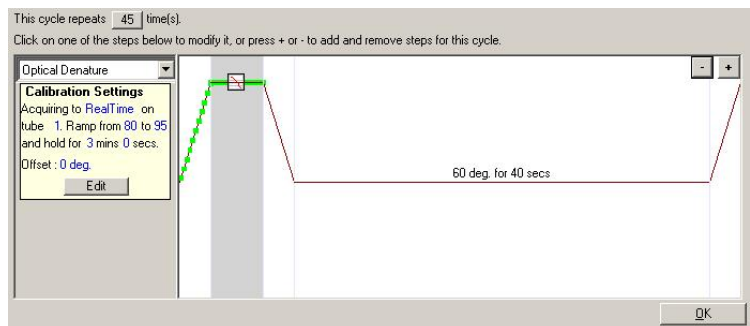 This cycle repeats 45 time(s).
Click on one of the steps below to modify it, or press + or - to add and remove steps for this cycle.
Optical Denature
- +
Calibration Settings
Acquiring to RealTime on
tube 1. Ramp from 80 to 95
and hold for 3 mins 0 secs.
Offset : 0 deg.
Edit
60 deg. for 40 secs
OK